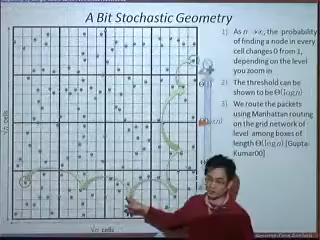 A Bit Stochastic Geometry
1) As n →∞, the probability
of finding a node in every
cell changes 0 from 1,
depending on the level
you zoom in
2) The threshold can be
shown to be Θ(logn)
3) We route the packets
using Manhattan routing
on the grid network of
level among boxes of
length Θ(logn) [Gupta-
Kumar00]
√n cells
√n cells